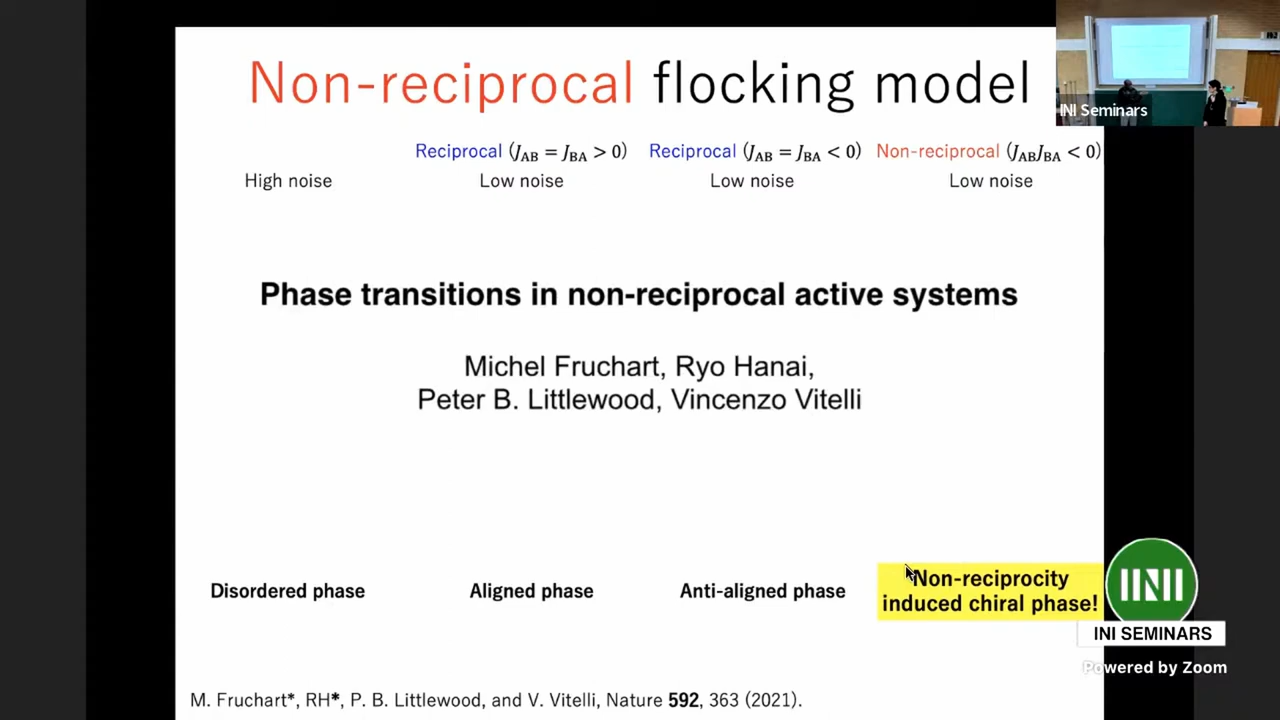 Non-reciprocal flocking model
INI Seminars
Reciprocal (J_AB = J_BA > 0)
Reciprocal (J_AB = J_BA < 0)
Non-reciprocal (J_AB J_BA < 0)
High noise
Low noise
Low noise
Low noise
Phase transitions in non-reciprocal active systems
Michel Fruchart, Ryo Hanai,
Peter B. Littlewood, Vincenzo Vitelli
Disordered phase
Aligned phase
Anti-aligned phase
Non-reciprocity
induced chiral phase!
INI
INI SEMINARS
Powered by Zoom
M. Fruchart*, RH*, P. B. Littlewood, and V. Vitelli, Nature 592, 363 (2021).